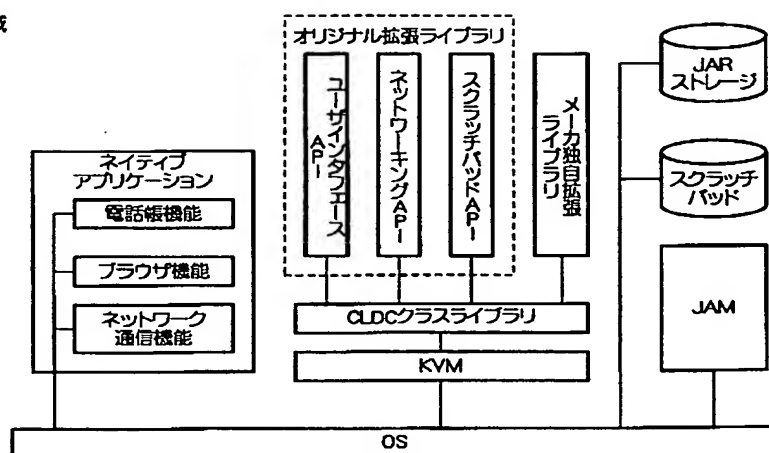 成
オリジナル拡張ライブラリ
ユーザインタフェース
API
ネットワーキングAPI
スクラッチパッドAPI
メーカ独自拡張
ライブラリ
JAR
ストレージ
スクラッチ
パッド
JAM
ネイティブ
アプリケーション
電話帳機能
ブラウザ機能
ネットワーク
通信機能
CLDCクラスライブラリ
KVM
OS